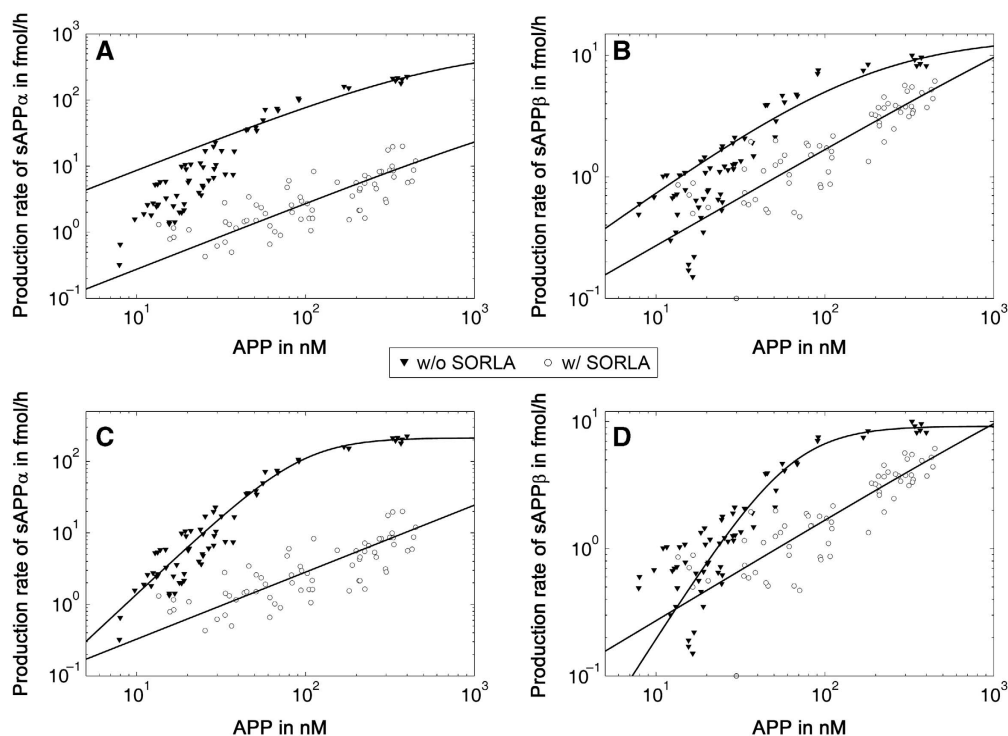 A
B
Production rate of sAPPα in fmol/h
10³
10²
10¹
10⁰
10⁻¹
10¹
10²
10³
APP in nM
Production rate of sAPPβ in fmol/h
10¹
10⁰
10⁻¹
10¹
10²
10³
APP in nM
w/o SORLA w/ SORLA
C
D
Production rate of sAPPα in fmol/h
10²
10¹
10⁰
10⁻¹
10¹
10²
10³
APP in nM
Production rate of sAPPβ in fmol/h
10¹
10⁰
10⁻¹
10¹
10²
10³
APP in nM